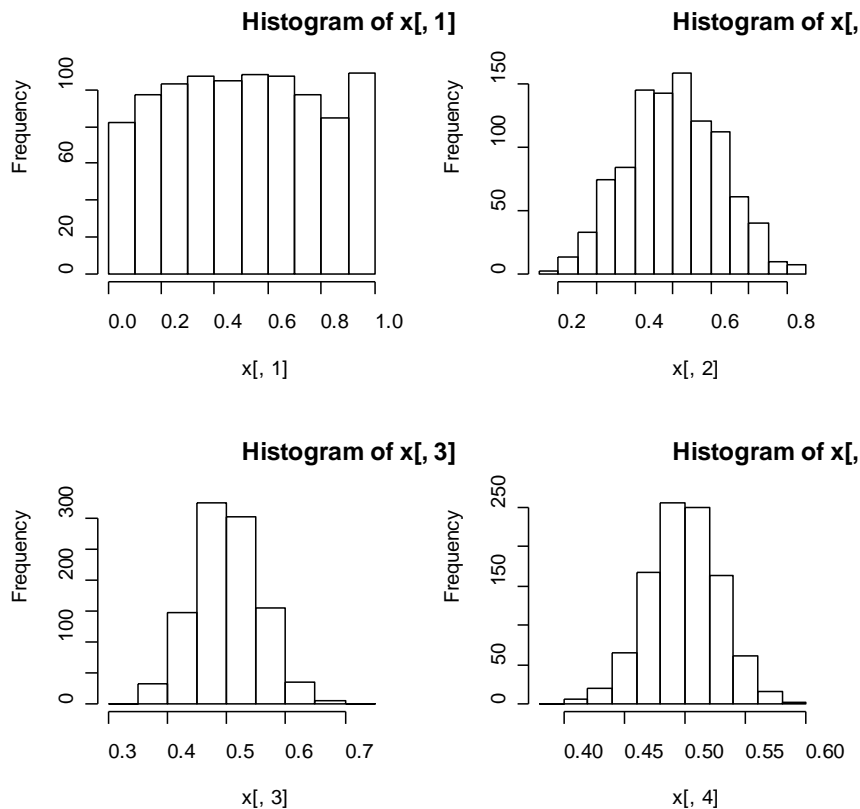 Histogram of x[, 1]
Frequency
0 20 60 100
0.0 0.2 0.4 0.6 0.8 1.0
x[, 1]
Histogram of x[,
Frequency
0 50 100 150
0.2 0.4 0.6 0.8
x[, 2]
Histogram of x[, 3]
Frequency
0 100 200 300
0.3 0.4 0.5 0.6 0.7
x[, 3]
Histogram of x[,
Frequency
0 50 150 250
0.40 0.45 0.50 0.55 0.60
x[, 4]